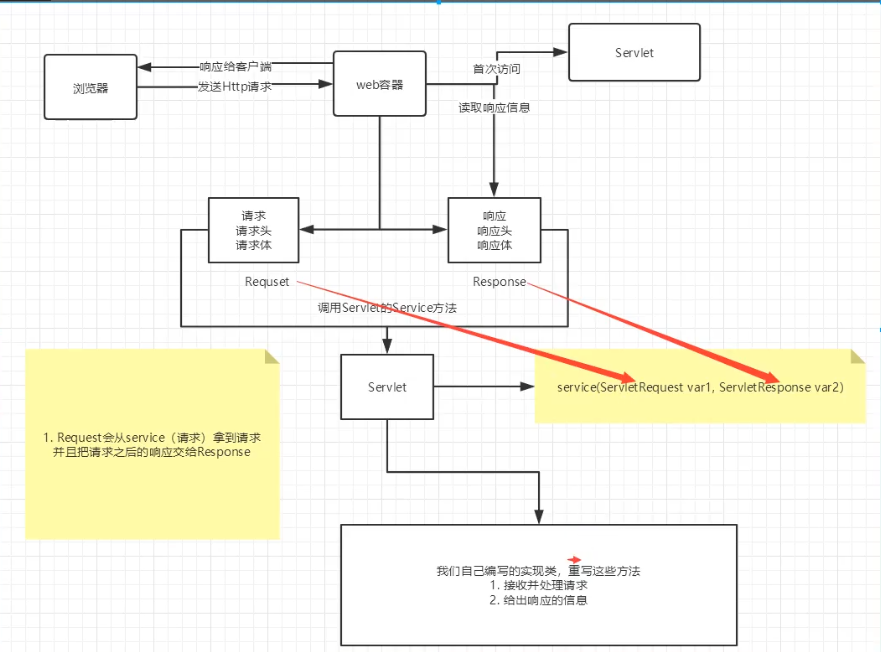 Servlet
响应给客户端
首次访问
浏览器
web容器
发送Http请求
读取响应信息
请求
请求头
请求体
响应
响应头
响应体
Requset
Response
调用Servlet的Service方法
Servlet
service(ServletRequest var1, ServletResponse var2)
1. Request会从service（请求）拿到请求
并且把请求之后的响应交给Response
我们自己编写的实现类，重写这些方法
1. 接收并处理请求
2. 给出响应的信息